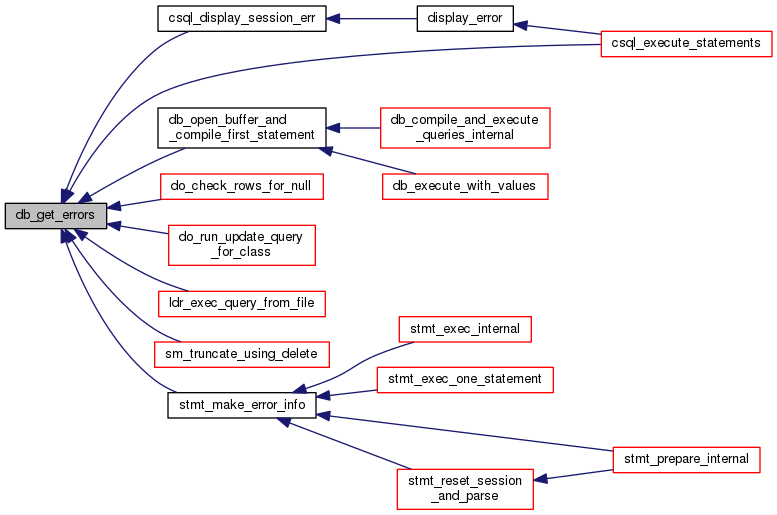 csql_display_session_err
display_error
csql_execute_statements
db_open_buffer_and
_compile_first_statement
db_compile_and_execute
_queries_internal
do_check_rows_for_null
db_execute_with_values
db_get_errors
do_run_update_query
_for_class
ldr_exec_query_from_file
stmt_exec_internal
sm_truncate_using_delete
stmt_exec_one_statement
stmt_make_error_info
stmt_prepare_internal
stmt_reset_session
_and_parse